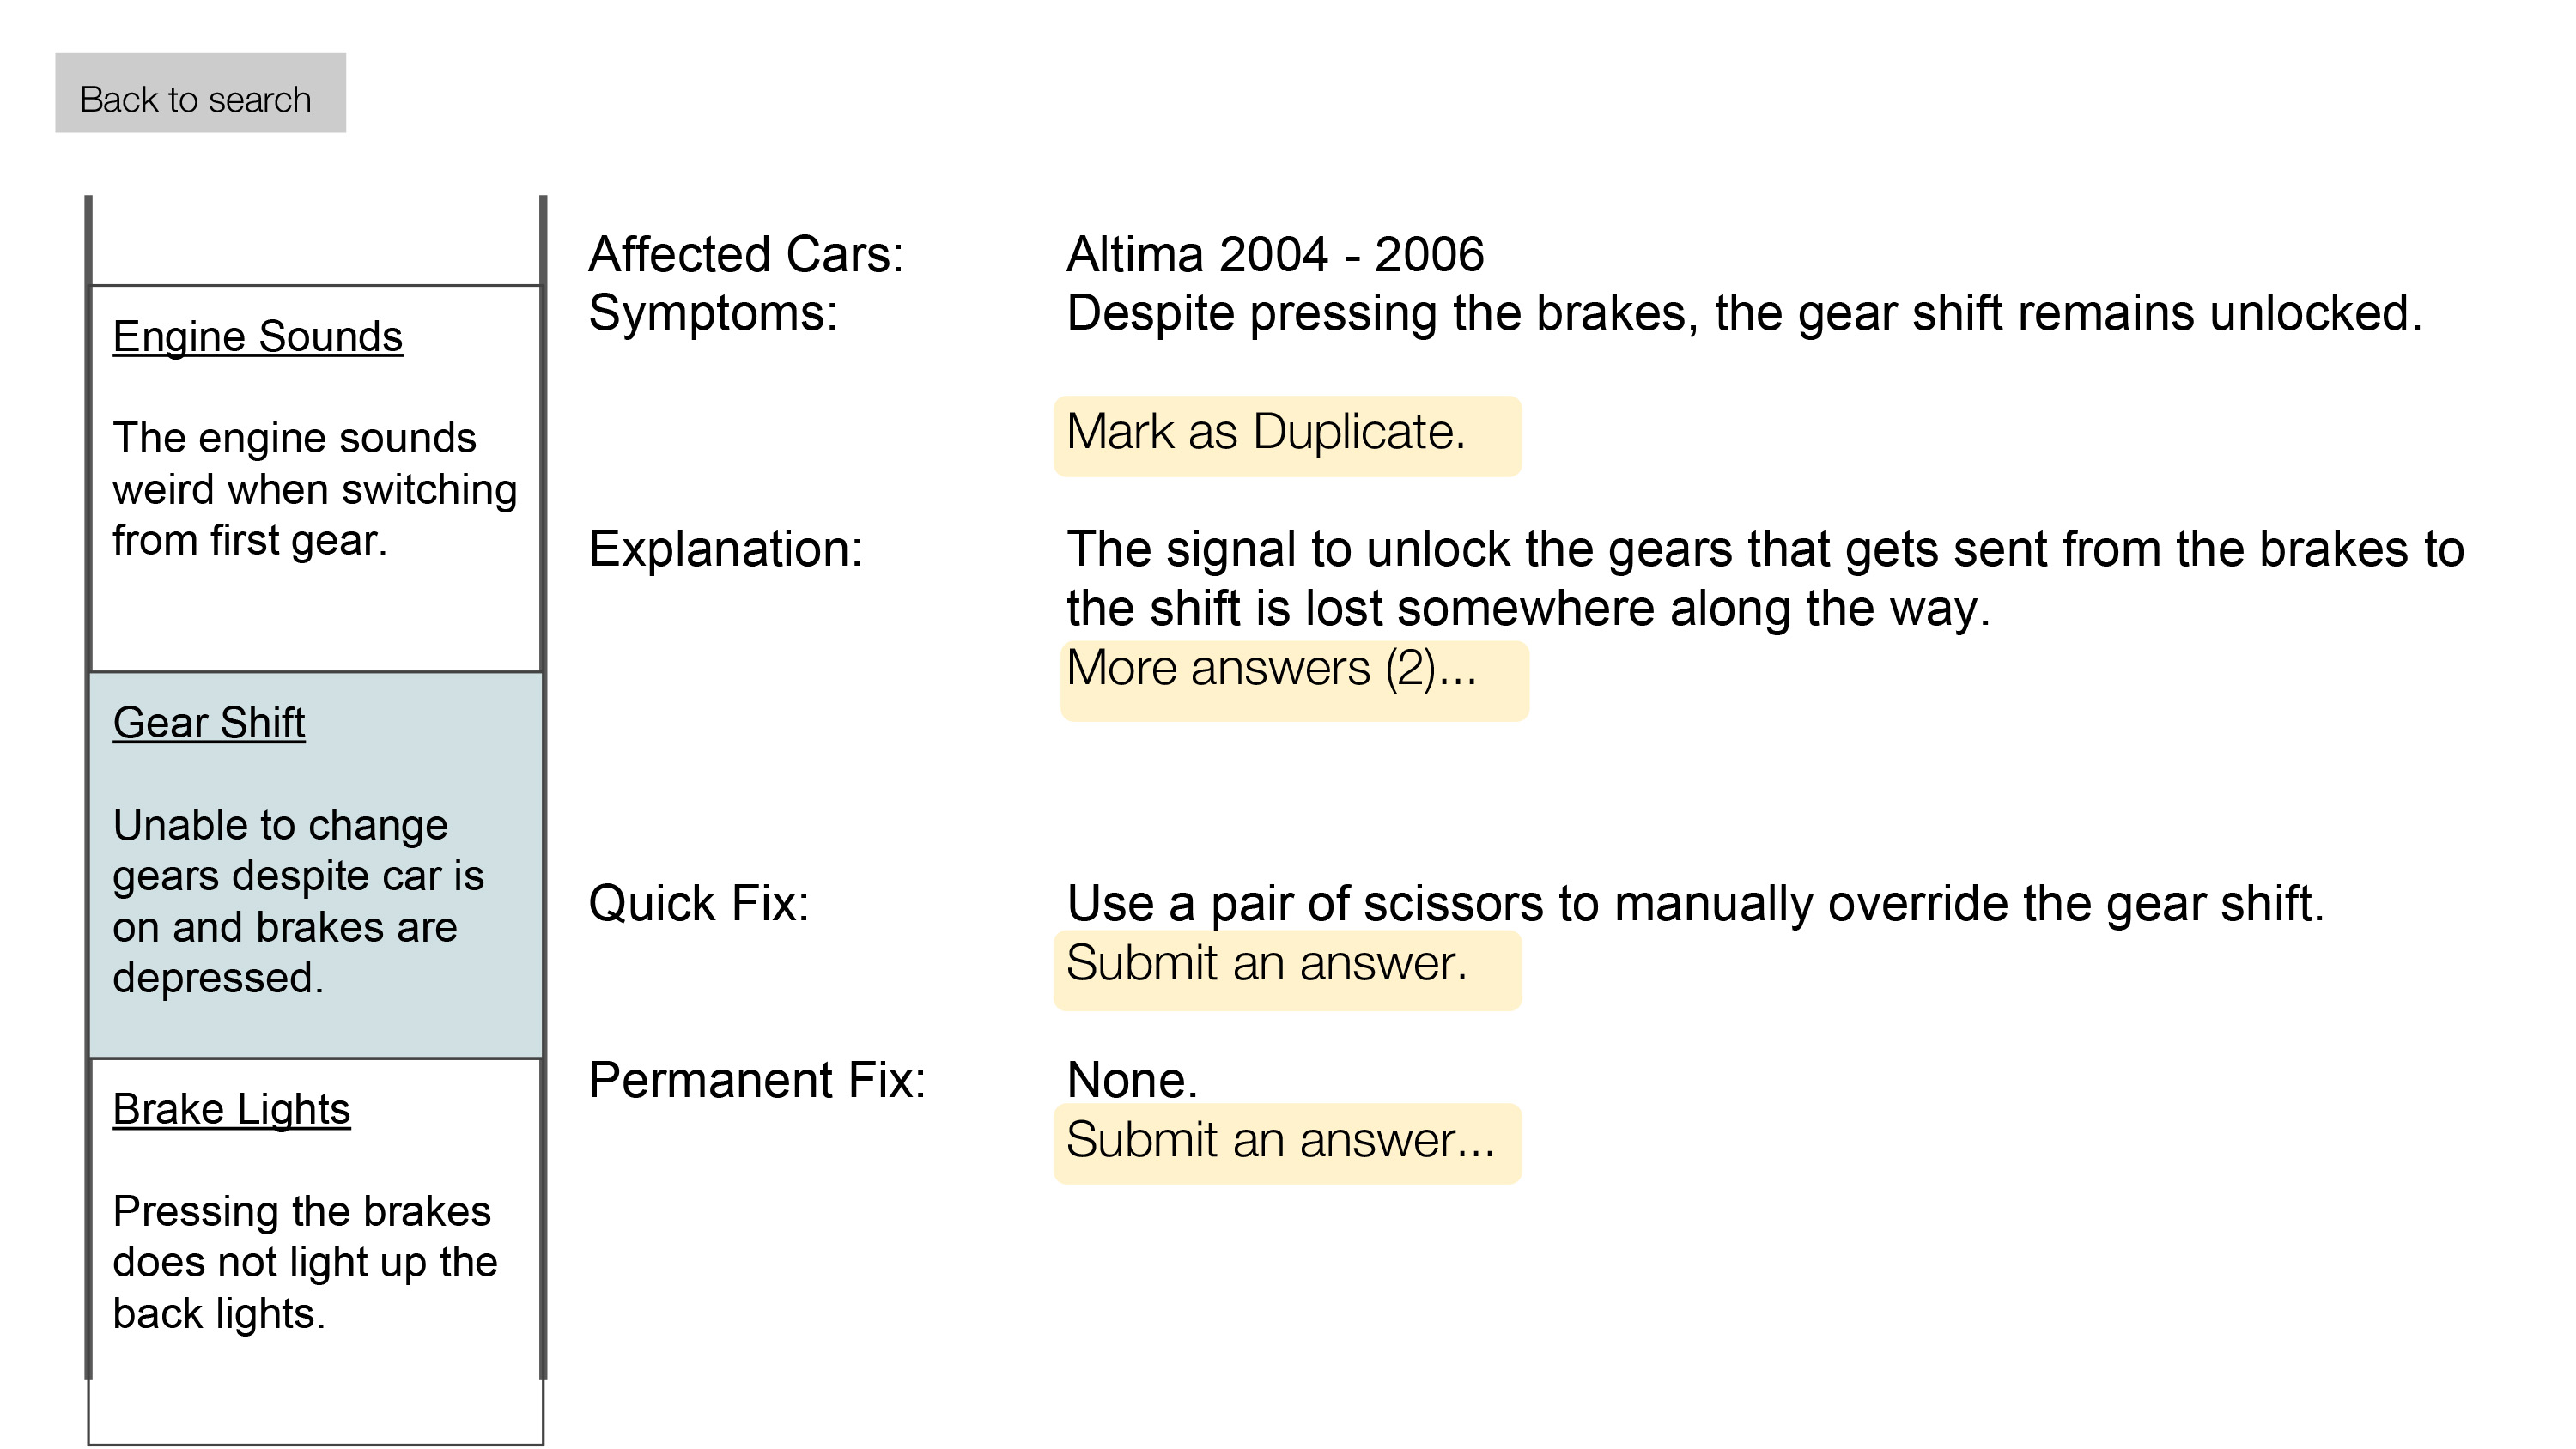 Back to search
Engine Sounds
The engine sounds
weird when switching
from first gear.
Gear Shift
Unable to change
gears despite car is
on and brakes are
depressed.
Brake Lights
Pressing the brakes
does not light up the
back lights.
Affected Cars: Altima 2004 - 2006
Symptoms: Despite pressing the brakes, the gear shift remains unlocked.
Mark as Duplicate.
Explanation: The signal to unlock the gears that gets sent from the brakes to
the shift is lost somewhere along the way.
More answers (2)...
Quick Fix: Use a pair of scissors to manually override the gear shift.
Submit an answer.
Permanent Fix: None.
Submit an answer...